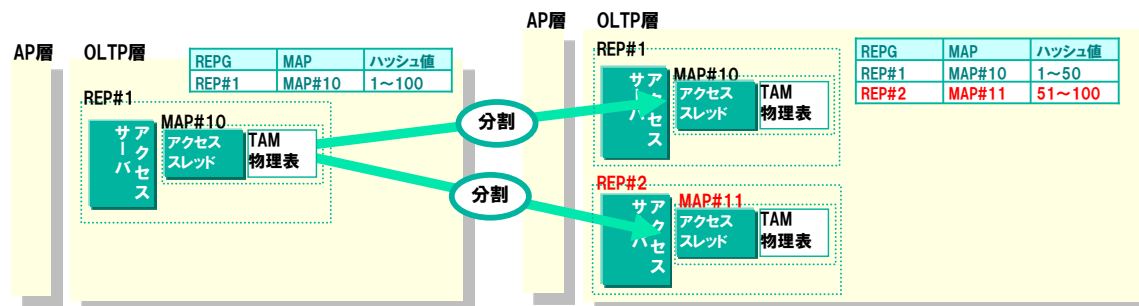 AP層
OLTP層
REPG MAP ハッシュ値
REP#1 MAP#10 1～100
REP#1
アクセス
サーバ
MAP#10
アクセス
スレッド
TAM
物理表
分割
分割
AP層
OLTP層
REPG MAP ハッシュ値
REP#1 MAP#10 1～50
REP#2 MAP#11 51～100
REP#1
アクセス
サーバ
MAP#10
アクセス
スレッド
TAM
物理表
REP#2
アクセス
サーバ
MAP#11
アクセス
スレッド
TAM
物理表